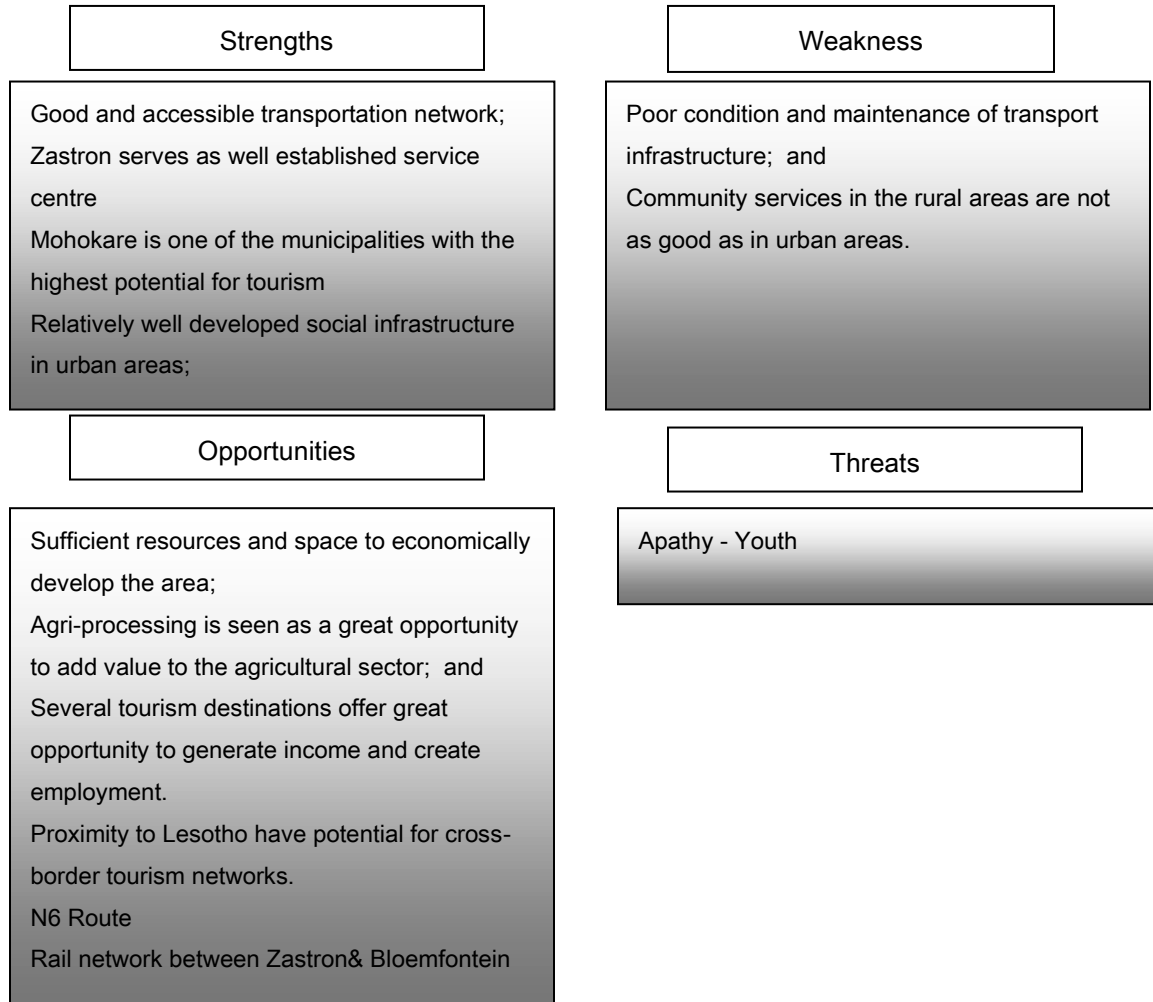 Strengths
Good and accessible transportation network;
Zastron serves as well established service
centre
Mohokare is one of the municipalities with the
highest potential for tourism
Relatively well developed social infrastructure
in urban areas;
Weakness
Poor condition and maintenance of transport
infrastructure; and
Community services in the rural areas are not
as good as in urban areas.
Opportunities
Sufficient resources and space to economically
develop the area;
Agri-processing is seen as a great opportunity
to add value to the agricultural sector; and
Several tourism destinations offer great
opportunity to generate income and create
employment.
Proximity to Lesotho have potential for cross-
border tourism networks.
N6 Route
Rail network between Zastron& Bloemfontein
Threats
Apathy - Youth